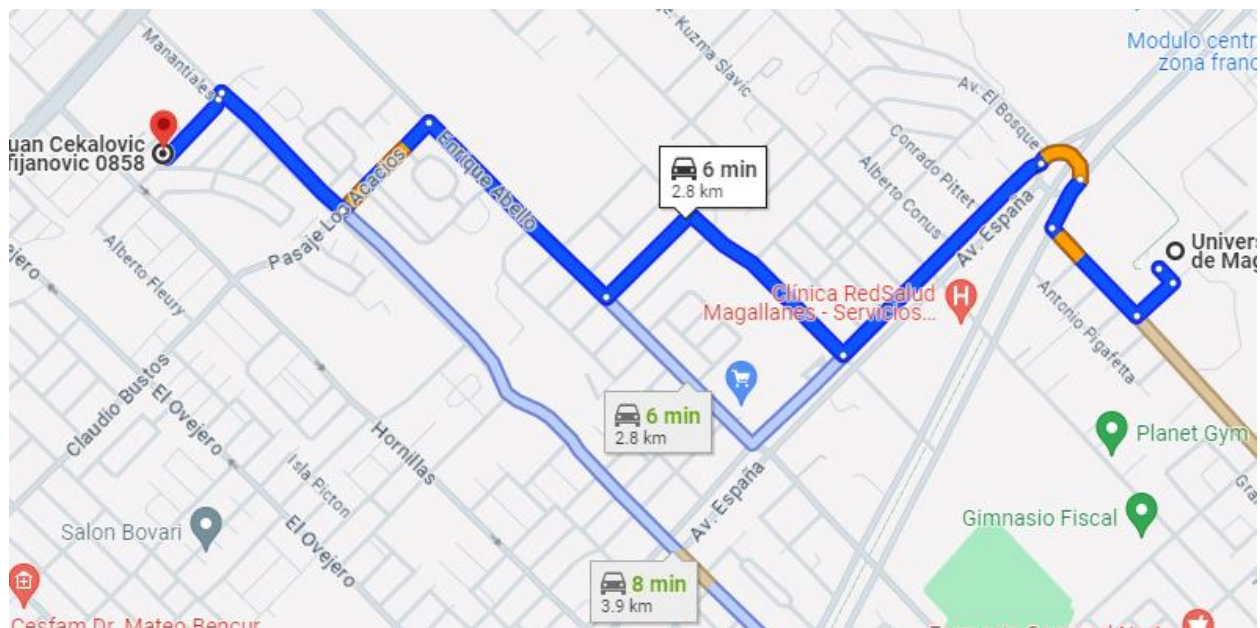 Manantiales
r Kuzma Slavic
Modulo centr
zona franc
Av. El Bosque
uan Cekalovic
fijanovic 0858
Enrique Abello
Conrado Pittet
Alberto Conus
6 min
2.8 km
Pasaje Los Acacios
Av. España
Univers
de Mag
Alberto Fleury
ejero
Clínica RedSalud
Magallanes - Servicios...
H
Antonio Pigafetta
Claudio Bustos
El Ovejero
6 min
2.8 km
Hornillas
Planet Gym
Isla Picton
Av. España
Gra
Salon Bovari
El Ovejero
Gimnasio Fiscal
8 min
3.9 km
Cesfam Dr. Mateo Bencur